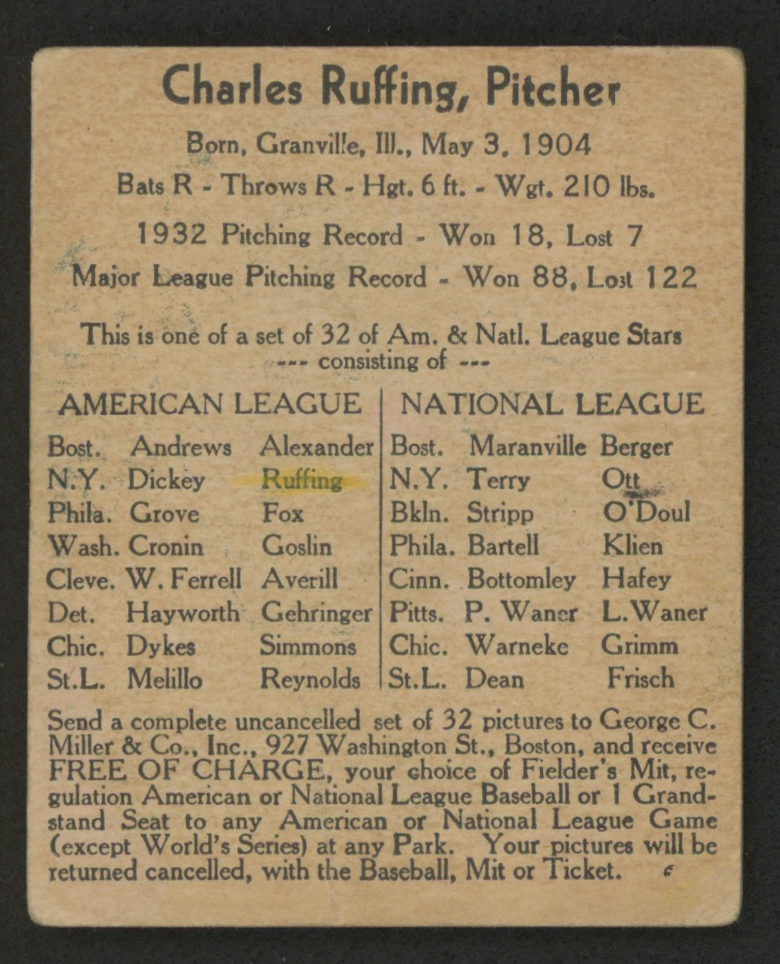 Charles Ruffing, Pitcher
Born, Granville, Ill., May 3, 1904
Bats R - Throws R - Hgt. 6 ft. - Wgt. 210 lbs.
1932 Pitching Record - Won 18, Lost 7
Major League Pitching Record - Won 88, Lost 122
This is one of a set of 32 of Am. & Natl. League Stars
--- consisting of ---
AMERICAN LEAGUE NATIONAL LEAGUE
Bost. Andrews Alexander Bost. Maranville Berger
N.Y. Dickey Ruffing N.Y. Terry Ott
Phila. Grove Fox Bkln. Stripp O'Doul
Wash. Cronin Goslin Phila. Bartell Klien
Cleve. W. Ferrell Averill Cinn. Bottomley Hafey
Det. Hayworth Gehringer Pitts. P. Waner L. Waner
Chic. Dykes Simmons Chic. Warneke Grimm
St.L. Melillo Reynolds St.L. Dean Frisch
Send a complete uncancelled set of 32 pictures to George C.
Miller & Co., Inc., 927 Washington St., Boston, and receive
FREE OF CHARGE, your choice of Fielder's Mit, re-
gulation American or National League Baseball or 1 Grand-
stand Seat to any American or National League Game
(except World's Series) at any Park. Your pictures will be
returned cancelled, with the Baseball, Mit or Ticket.